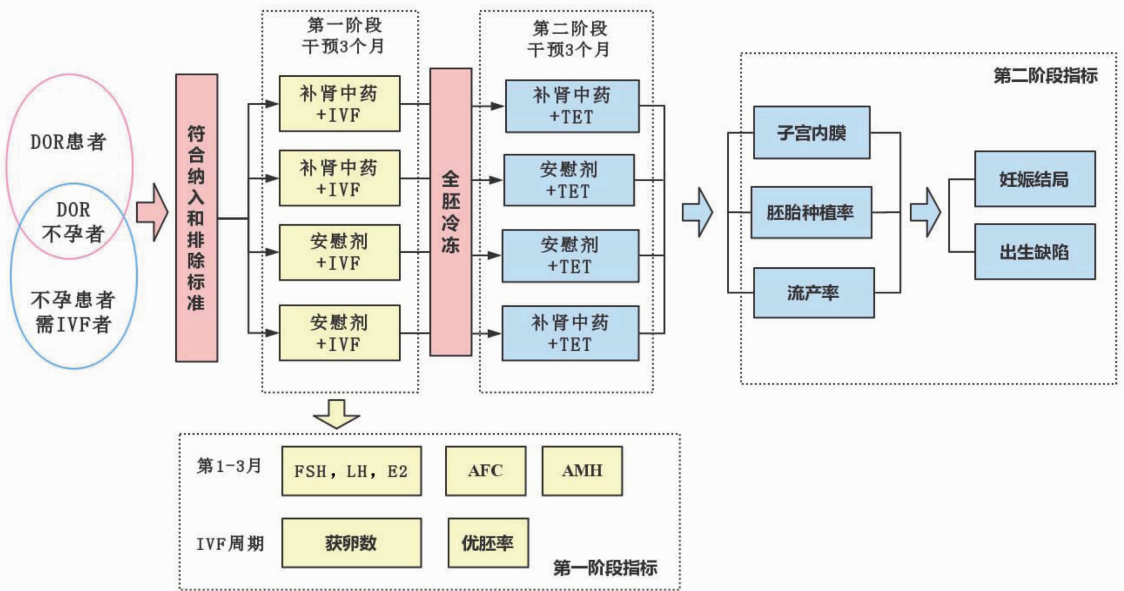 DOR患者
DOR
不孕者
不孕患者
需IVF者
符合纳入和排除标准
第一阶段
干预3个月
补肾中药
+IVF
补肾中药
+IVF
安慰剂
+IVF
安慰剂
+IVF
全胚冷冻
第二阶段
干预3个月
补肾中药
+TET
安慰剂
+TET
安慰剂
+TET
补肾中药
+TET
第二阶段指标
子宫内膜
胚胎种植率
流产率
妊娠结局
出生缺陷
第1-3月
FSH，LH，E2
AFC
AMH
IVF周期
获卵数
优胚率
第一阶段指标